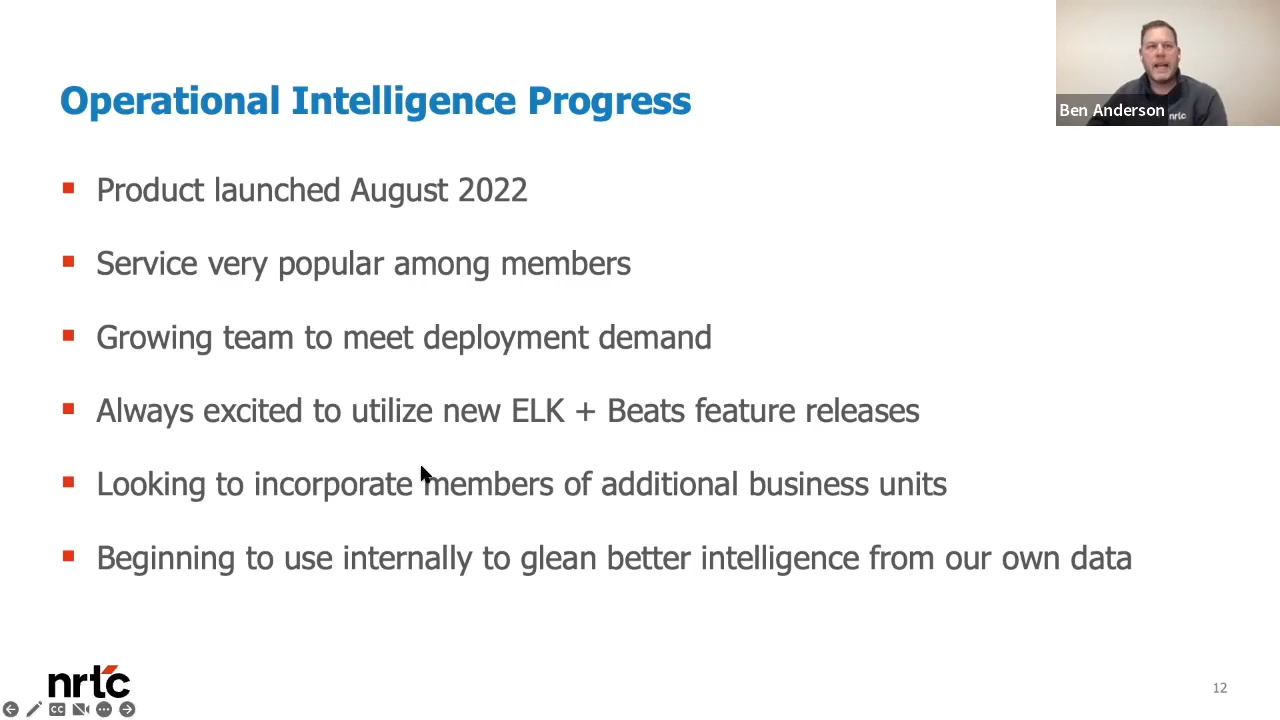 Operational Intelligence Progress
Ben Anderson
nrtc
Product launched August 2022
Service very popular among members
Growing team to meet deployment demand
Always excited to utilize new ELK + Beats feature releases
Looking to incorporate members of additional business units
Beginning to use internally to glean better intelligence from our own data
nrtc
CC
12